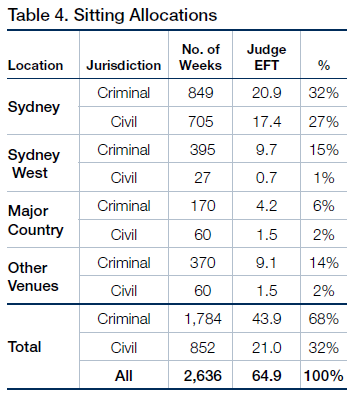 Table 4. Sitting Allocations
Location Jurisdiction No. of Weeks Judge EFT %
Sydney Criminal 849 20.9 32%
Civil 705 17.4 27%
Sydney West Criminal 395 9.7 15%
Civil 27 0.7 1%
Major Country Criminal 170 4.2 6%
Civil 60 1.5 2%
Other Venues Criminal 370 9.1 14%
Civil 60 1.5 2%
Total Criminal 1,784 43.9 68%
Civil 852 21.0 32%
All 2,636 64.9 100%